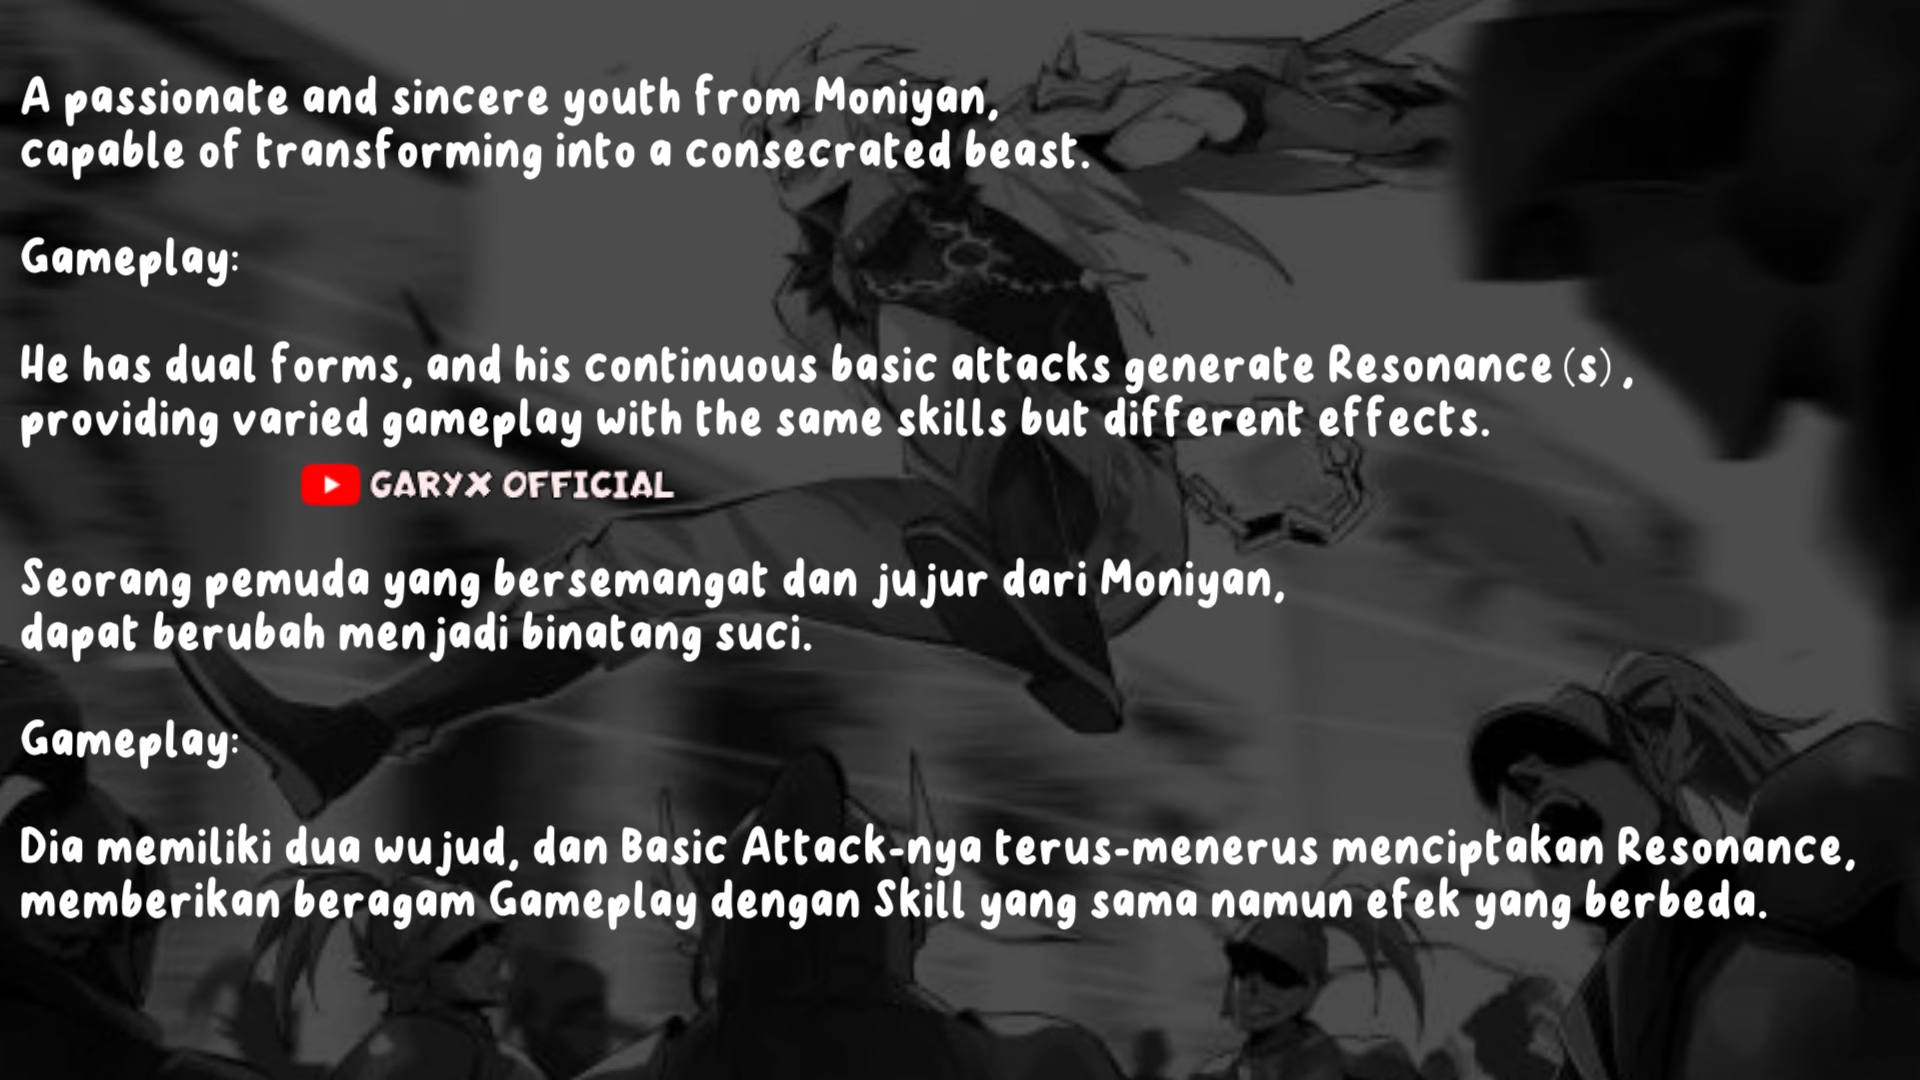 A passionate and sincere youth from Moniyan,
capable of transforming into a consecrated beast.
Gameplay:
He has dual forms, and his continuous basic attacks generate Resonance(s),
providing varied gameplay with the same skills but different effects.
GARYX OFFICIAL
Seorang pemuda yang bersemangat dan jujur dari Moniyan,
dapat berubah menjadi binatang suci.
Gameplay:
Dia memiliki dua wujud, dan Basic Attack-nya terus-menerus menciptakan Resonance,
memberikan beragam Gameplay dengan Skill yang sama namun efek yang berbeda.